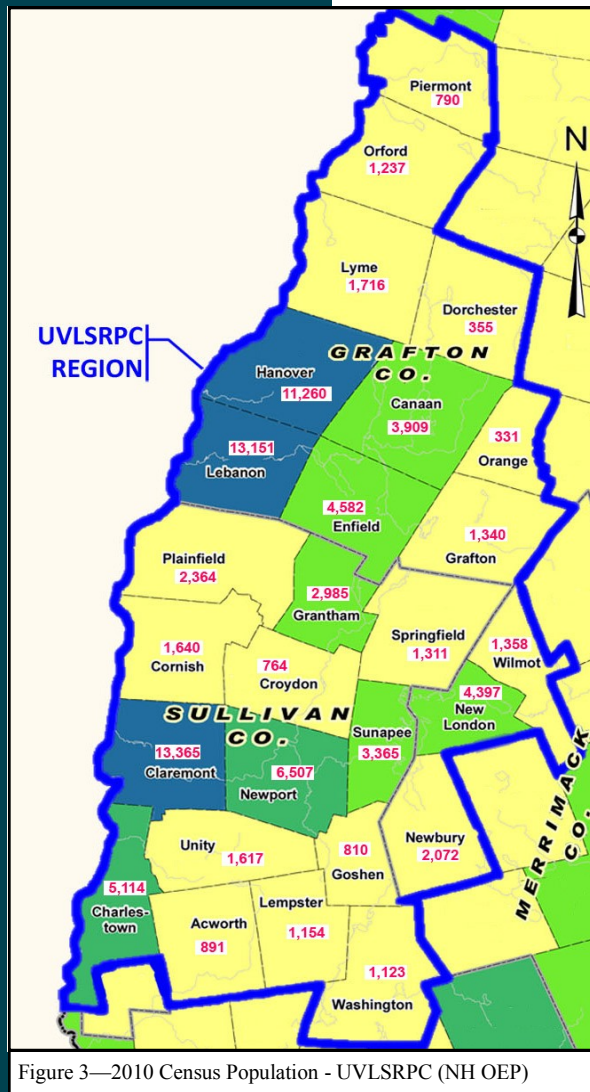 Piermont
790
Orford
1,237
N
Lyme
1,716
Dorchester
355
UVLSRPC
REGION
GRAFTON
CO.
Hanover
11,260
Canaan
3,909
331
Orange
13,151
Lebanon
4,582
Enfield
1,340
Grafton
Plainfield
2,364
2,985
Grantham
Springfield
1,311
1,358
Wilmot
1,640
Cornish
764
Croydon
4,397
New
London
SULLIVAN
CO.
Sunapee
3,365
13,365
Claremont
6,507
Newport
MERRIMACK
CO.
Newbury
2,072
Unity
1,617
810
Goshen
5,114
Charles-
town
Acworth
891
Lempster
1,154
1,123
Washington
Figure 3—2010 Census Population - UVLSRPC (NH OEP)